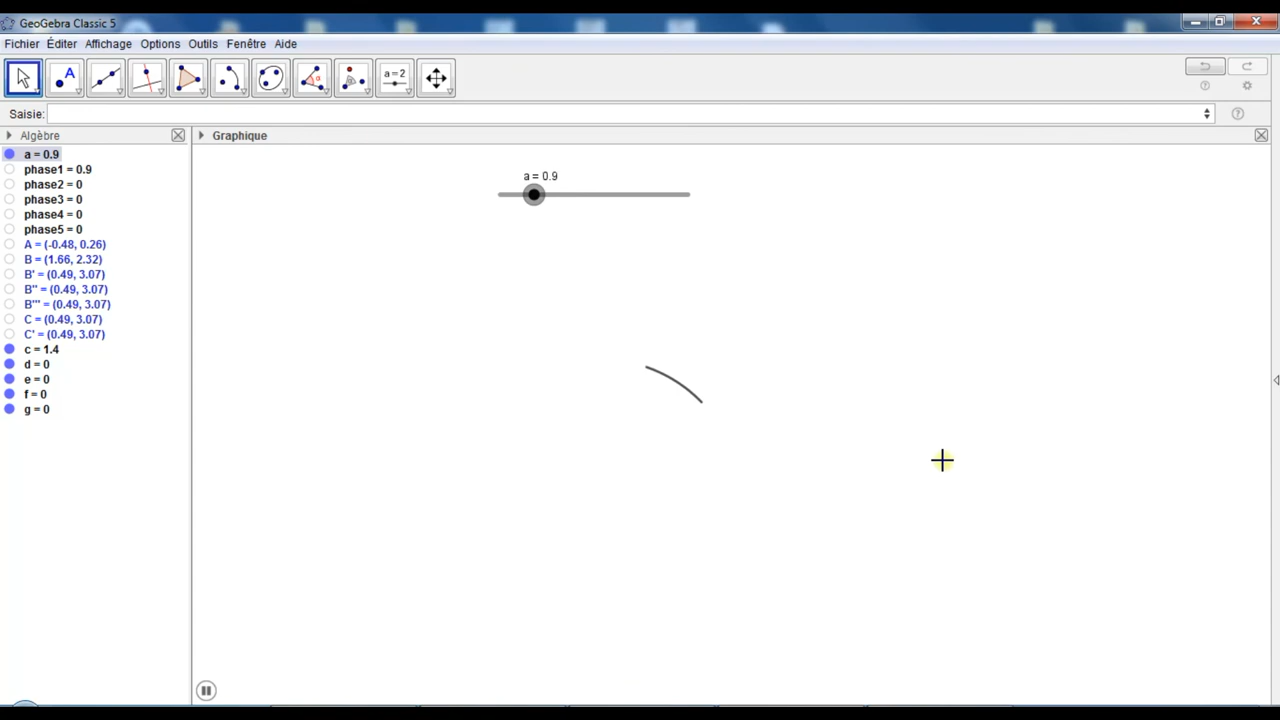 GeoGebra Classic 5
Fichier Éditer Affichage Options Outils Fenêtre Aide
A
α
a = 2
Saisie:
Algèbre
Graphique
a = 0.9
phase1 = 0.9
phase2 = 0
phase3 = 0
phase4 = 0
phase5 = 0
A = (-0.48, 0.26)
B = (1.66, 2.32)
B' = (0.49, 3.07)
B'' = (0.49, 3.07)
B''' = (0.49, 3.07)
C = (0.49, 3.07)
C' = (0.49, 3.07)
c = 1.4
d = 0
e = 0
f = 0
g = 0
a = 0.9